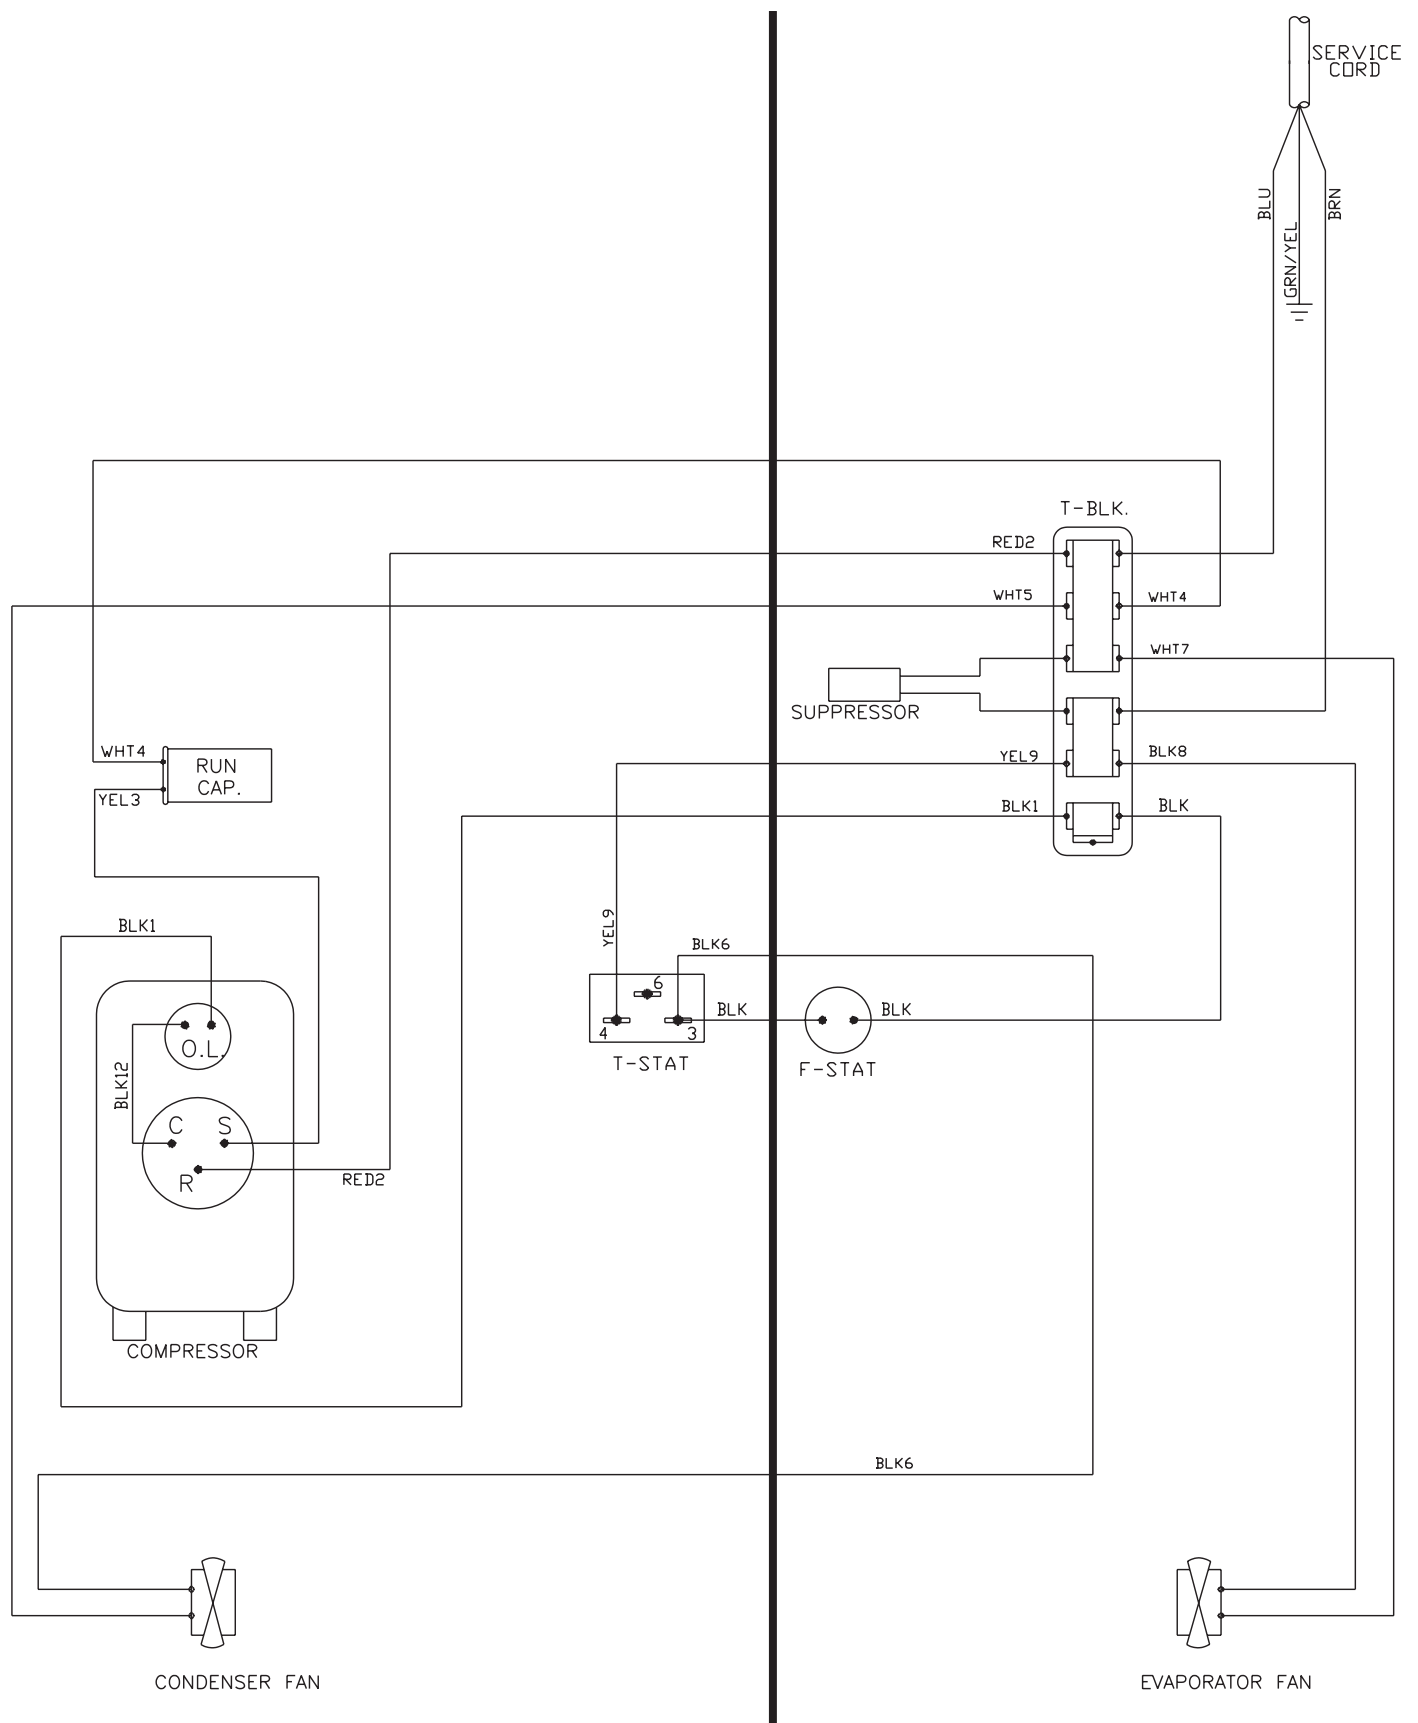 SERVICE
CORD
BLU
GRN/YEL
BRN
T-BLK.
RED2
WHT5
WHT4
WHT7
SUPPRESSOR
WHT4
RUN
CAP.
YEL3
YEL9
BLK8
BLK1
BLK
YEL9
BLK1
BLK6
6
4
3
BLK
BLK
T-STAT
F-STAT
O.L.
BLK12
C
S
R
RED2
COMPRESSOR
BLK6
CONDENSER FAN
EVAPORATOR FAN